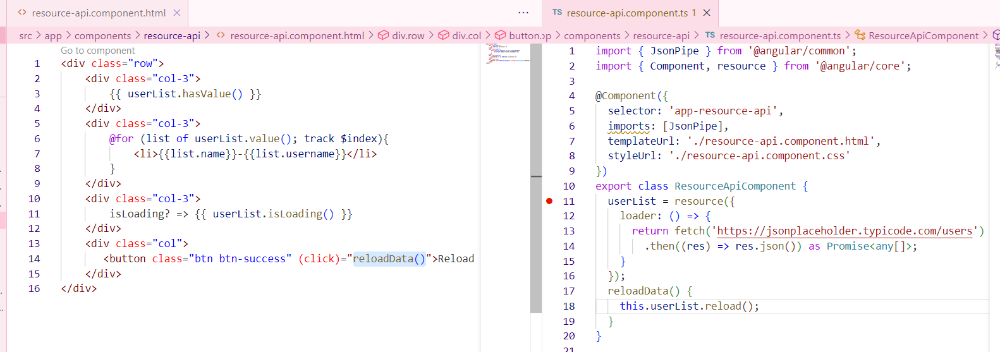 resource-api.component.html
src > app > components > resource-api > resource-api.component.html > div.row > div.col > button
Go to component
1 <div class="row">
2 <div class="col-3">
3 {{ userList.hasValue() }}
4 </div>
5 <div class="col-3">
6 @for (list of userList.value(); track $index){
7 <li>{{list.name}}-{{list.username}}</li>
8 }
9 </div>
10 <div class="col-3">
11 isLoading? => {{ userList.isLoading() }}
12 </div>
13 <div class="col">
14 <button class="btn btn-success" (click)="reloadData()">Reload
15 </div>
16 </div>
TS resource-api.component.ts 1
components > resource-api > TS resource-api.component.ts > ResourceApiComponent >
1 import { JsonPipe } from '@angular/common';
2 import { Component, resource } from '@angular/core';
3
4 @Component({
5 selector: 'app-resource-api',
6 imports: [JsonPipe],
7 templateUrl: './resource-api.component.html',
8 styleUrl: './resource-api.component.css'
9 })
10 export class ResourceApiComponent {
11 userList = resource({
12 loader: () => {
13 return fetch('https://jsonplaceholder.typicode.com/users')
14 .then((res) => res.json()) as Promise<any[]>;
15 }
16 });
17 reloadData() {
18 this.userList.reload();
19 }
20 }
21